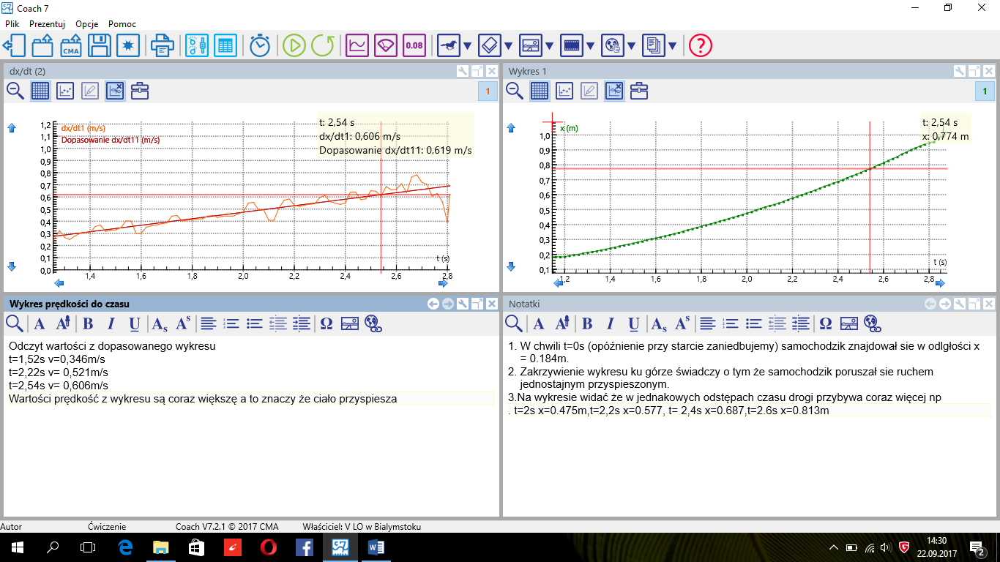 Coach 7
Plik Prezentuj Opcje Pomoc
CMA
0.08
dx/dt (2)
1
t: 2,54 s
dx/dt1: 0,606 m/s
Dopasowanie dx/dt11: 0,619 m/s
dx/dt1 (m/s)
Dopasowanie dx/dt11 (m/s)
1,2
1,1
1,0
0,9
0,8
0,7
0,6
0,5
0,4
0,3
0,2
0,1
0,0
t (s)
1,4 1,6 1,8 2,0 2,2 2,4 2,6 2,8
Wykres 1
1
t: 2,54 s
x: 0,774 m
x (m)
1,0
0,9
0,8
0,7
0,6
0,5
0,4
0,3
0,2
0,1
t (s)
1,2 1,4 1,6 1,8 2,0 2,2 2,4 2,6 2,8
Wykres prędkości do czasu
A A B I U As As Ω
Odczyt wartości z dopasowanego wykresu
t=1,52s v=0,346m/s
t=2,22s v= 0,521m/s
t=2,54s v= 0,606m/s
Wartości prędkość z wykresu są coraz większę a to znaczy że ciało przyspiesza
Notatki
A A B I U As As Ω
1. W chwili t=0s (opóźnienie przy starcie zaniedbujemy) samochodzik znajdował sie w odlgłości x
= 0.184m.
2. Zakrzywienie wykresu ku górze świadczy o tym że samochodzik poruszał sie ruchem
jednostajnym przyspieszonym.
3.Na wykresie widać że w jednakowych odstępach czasu drogi przybywa coraz więcej np
. t=2s x=0.475m,t=2,2s x=0.577, t= 2,4s x=0.687,t=2.6s x=0.813m
Autor Ćwiczenie Coach V7.2.1 © 2017 CMA Właściciel: V LO w Bialymstoku
14:30
22.09.2017
2